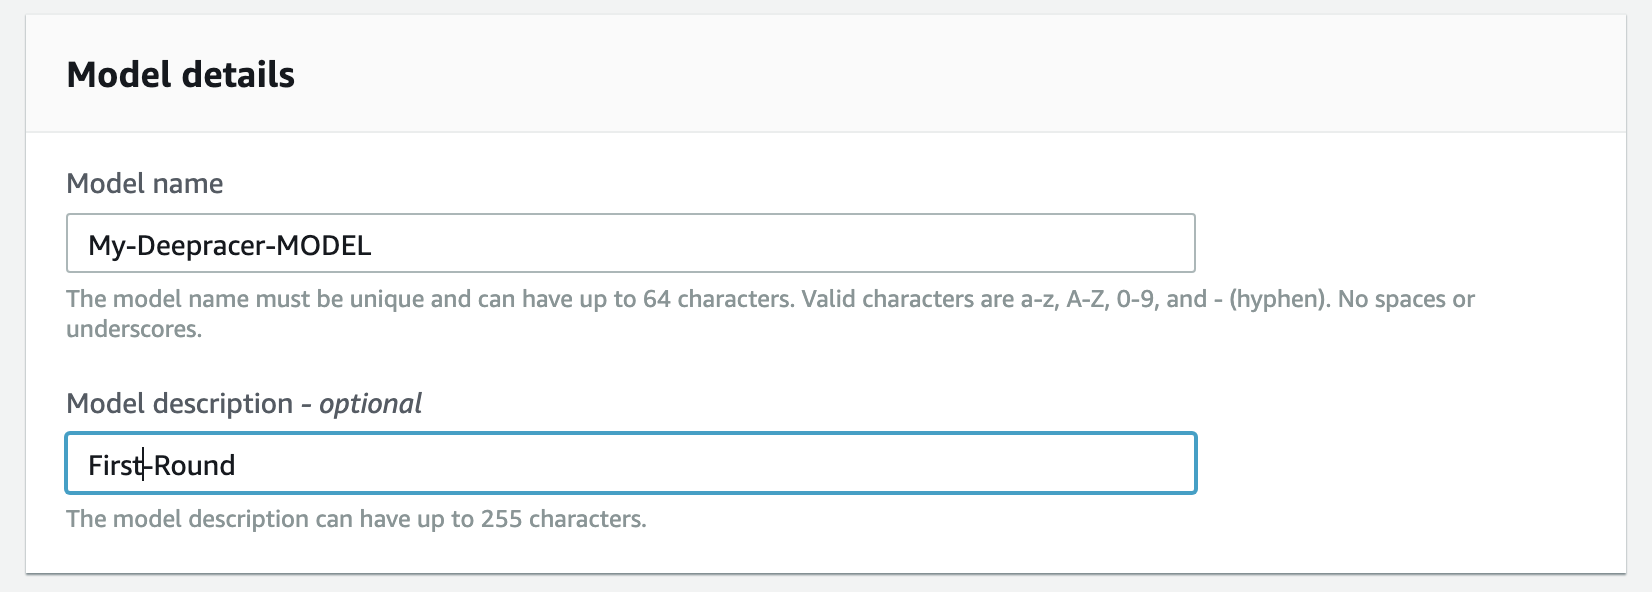 Model details
Model name
My-Deepracer-MODEL
The model name must be unique and can have up to 64 characters. Valid characters are a-z, A-Z, 0-9, and - (hyphen). No spaces or
underscores.
Model description - optional
First-Round
The model description can have up to 255 characters.